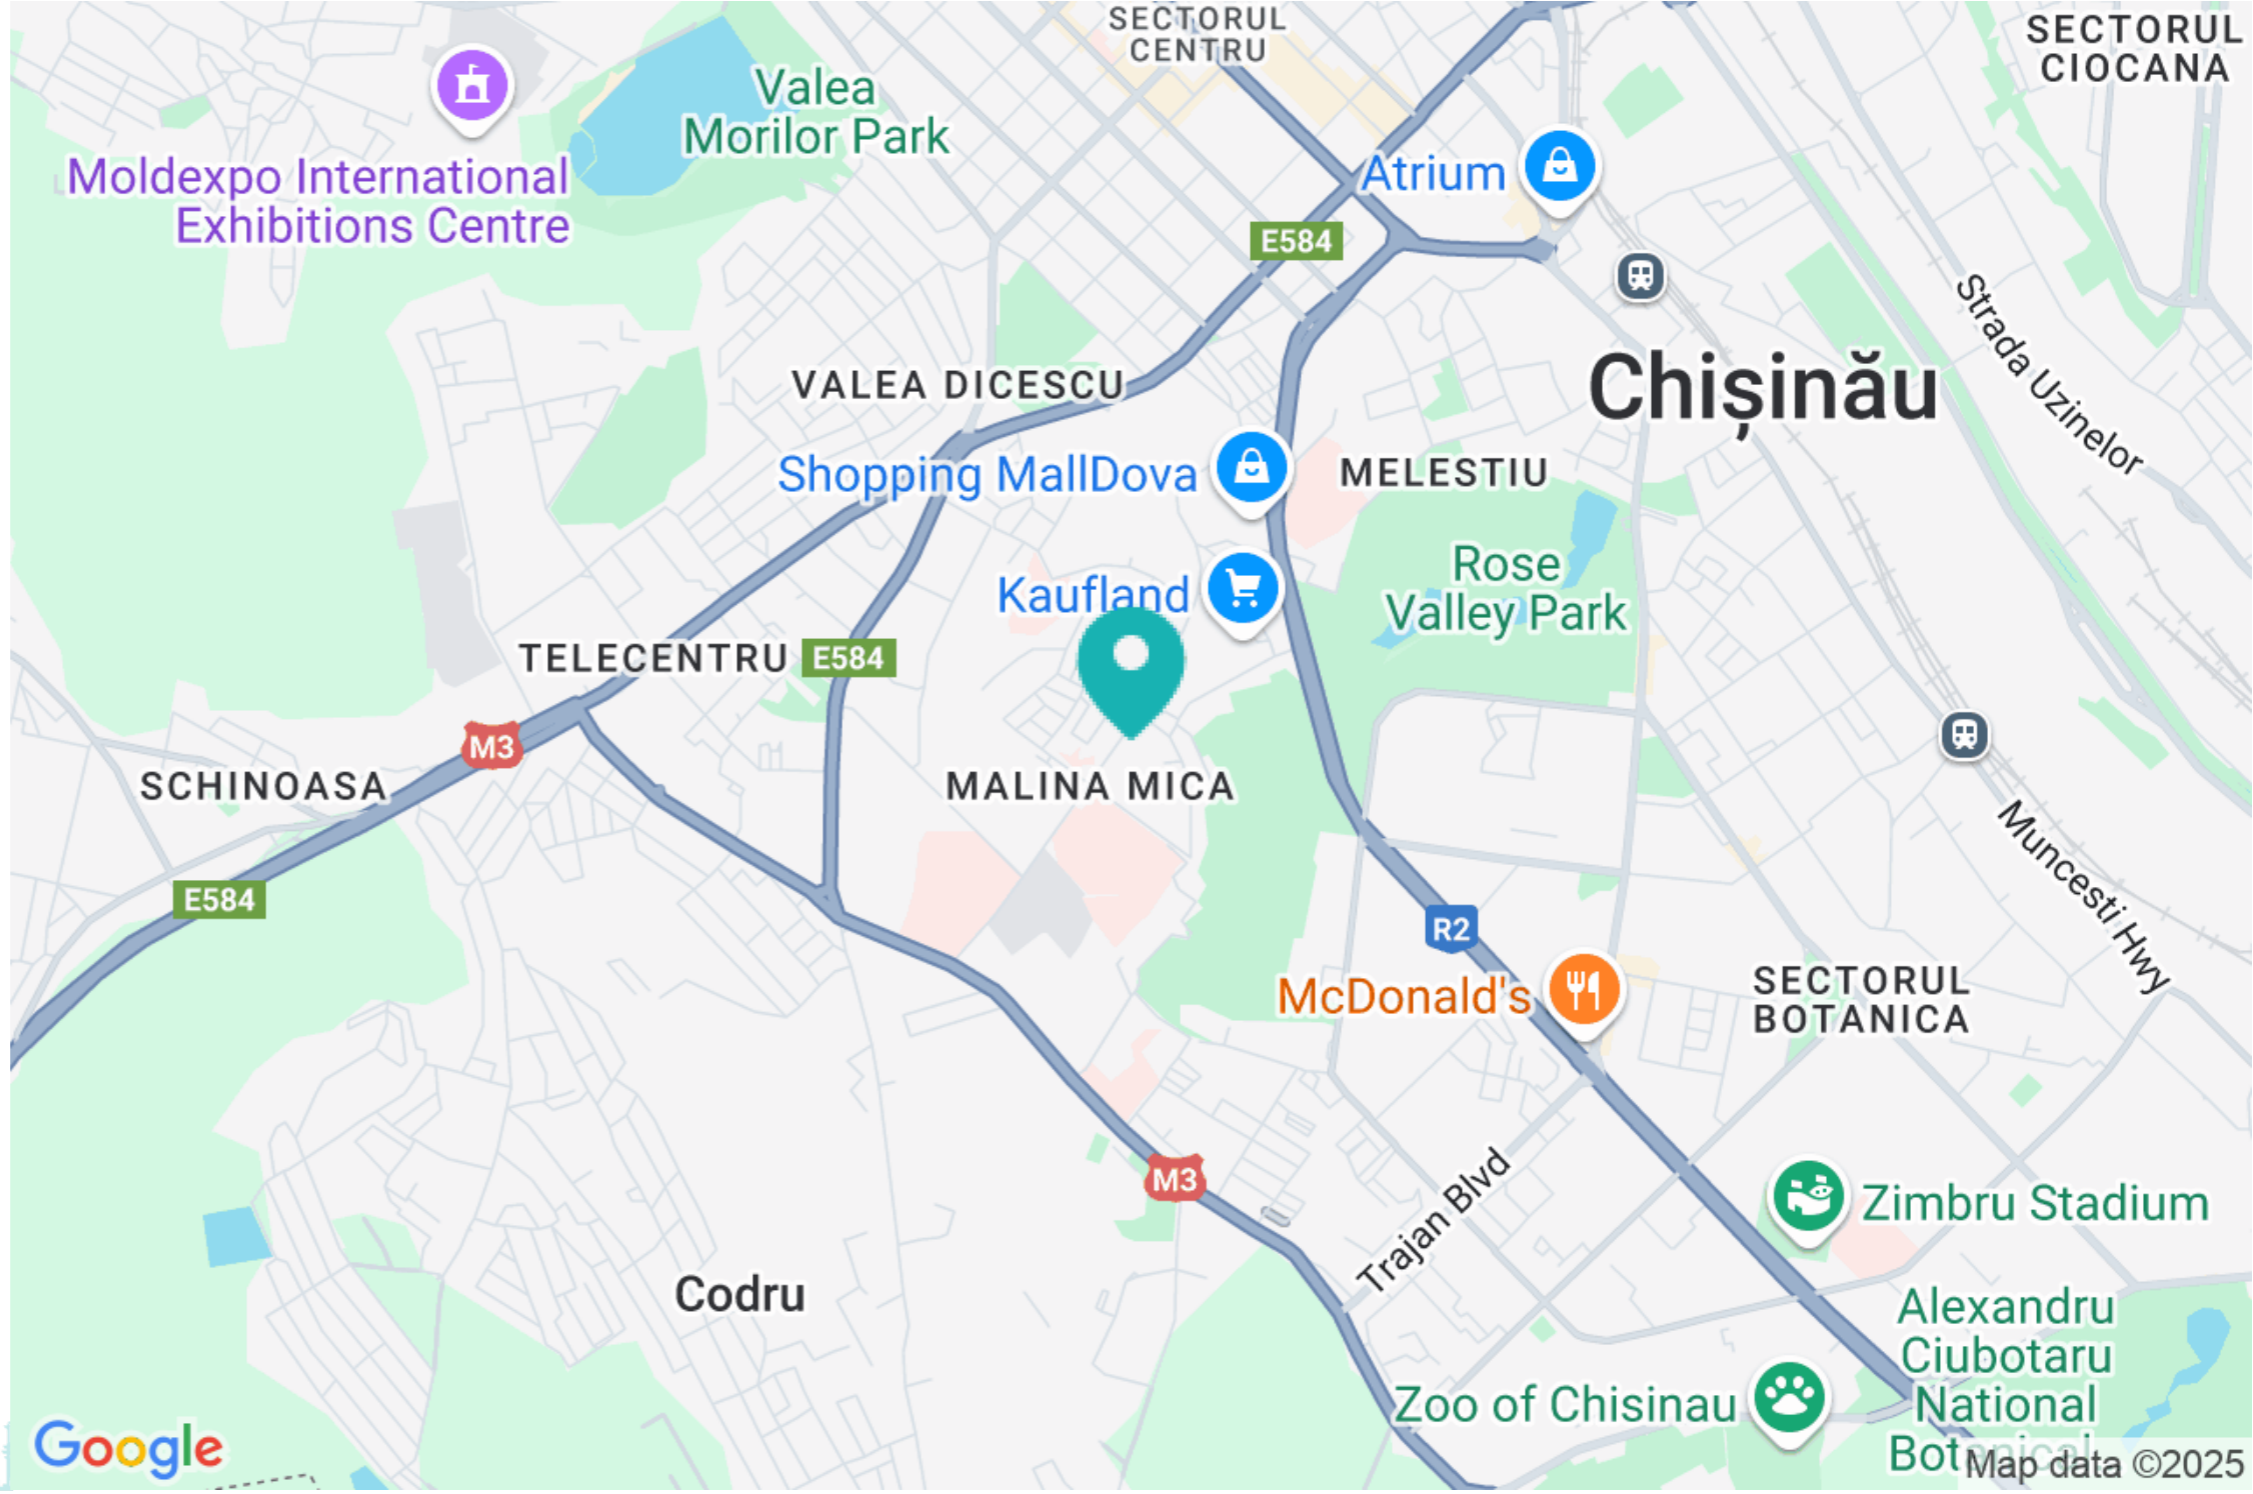 SECTORUL
CENTRU
SECTORUL
CIOCANA
Valea
Morilor Park
Moldexpo International
Exhibitions Centre
Atrium
E584
Strada Uzinelor
Chișinău
VALEA DICESCU
Shopping MallDova
MELESTIU
Rose
Valley Park
Kaufland
TELECENTRU
E584
M3
SCHINOASA
MALINA MICA
E584
R2
Muncesti Hwy
McDonald's
SECTORUL
BOTANICA
M3
Trajan Blvd
Zimbru Stadium
Codru
Alexandru
Ciubotaru
National
Botanical
Zoo of Chisinau
Google
Map data ©2025